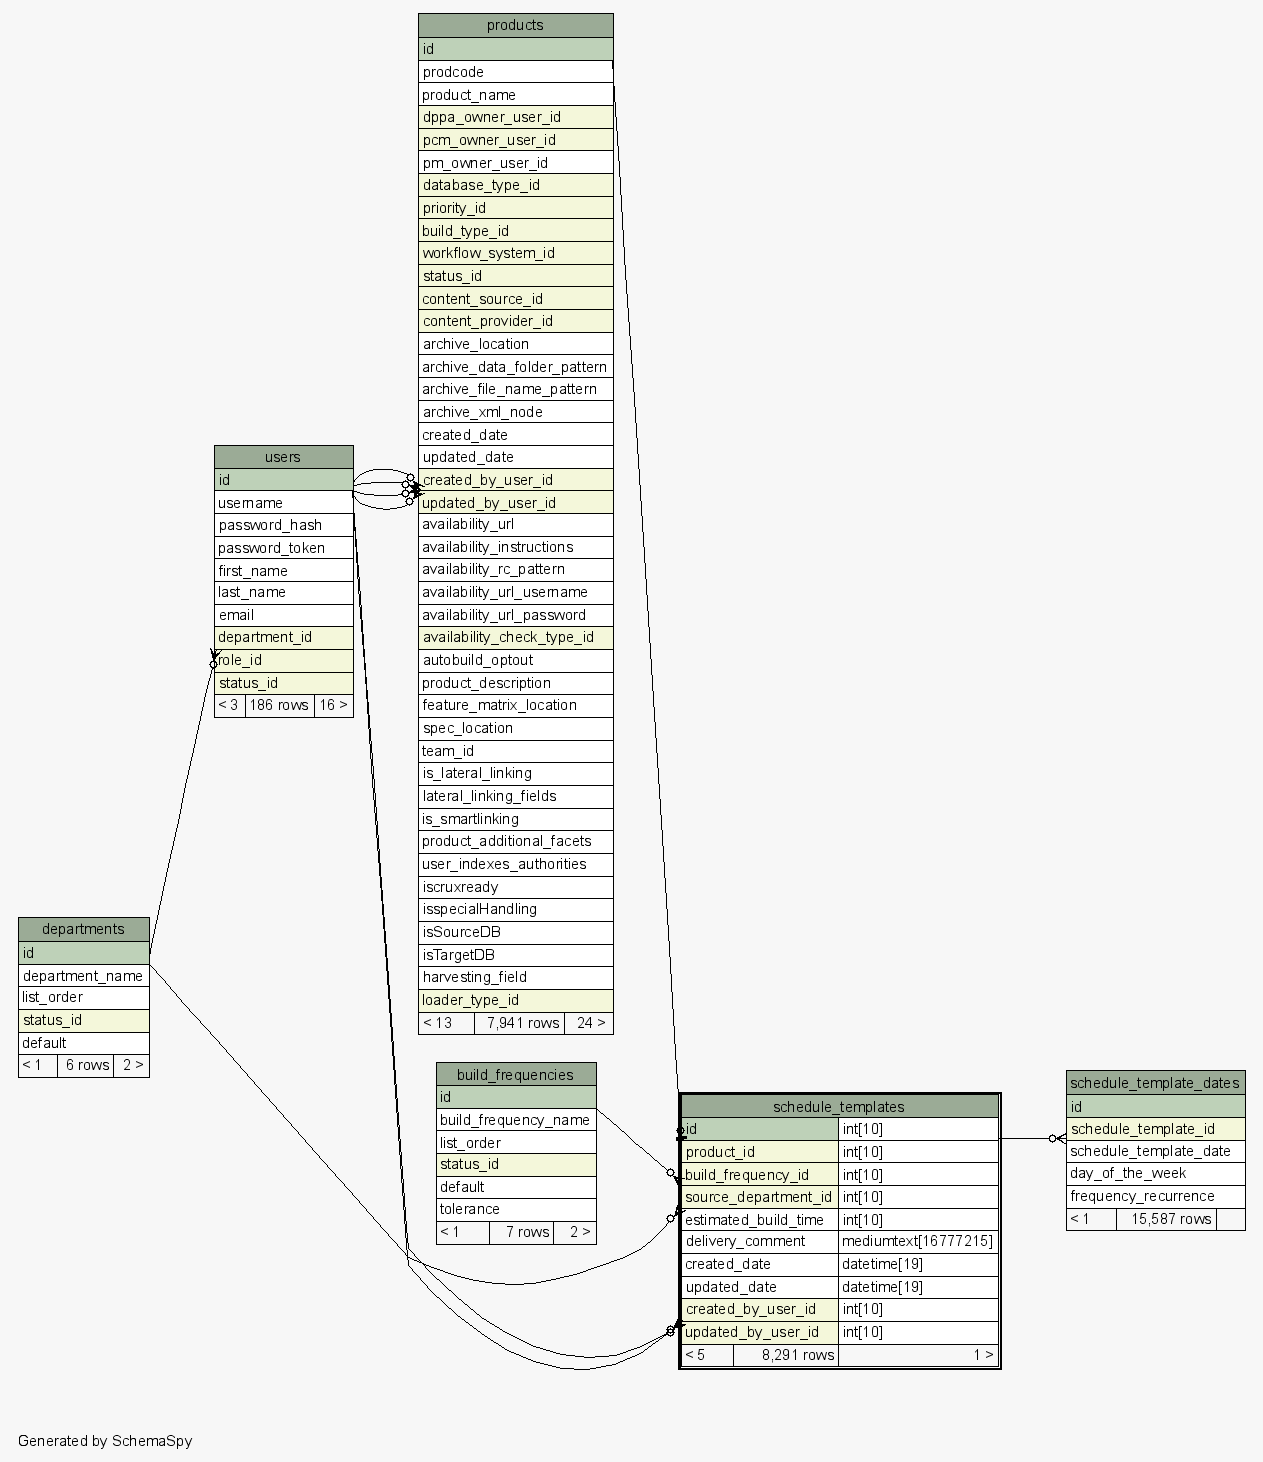 products
id
prodcode
product_name
dppa_owner_user_id
pcm_owner_user_id
pm_owner_user_id
database_type_id
priority_id
build_type_id
workflow_system_id
status_id
content_source_id
content_provider_id
archive_location
archive_data_folder_pattern
archive_file_name_pattern
archive_xml_node
created_date
updated_date
created_by_user_id
updated_by_user_id
availability_url
availability_instructions
availability_rc_pattern
availability_url_username
availability_url_password
availability_check_type_id
autobuild_optout
product_description
feature_matrix_location
spec_location
team_id
is_lateral_linking
lateral_linking_fields
is_smartlinking
product_additional_facets
user_indexes_authorities
iscruxready
isspecialHandling
isSourceDB
isTargetDB
harvesting_field
loader_type_id
< 13 7,941 rows 24 >
users
id
username
password_hash
password_token
first_name
last_name
email
department_id
role_id
status_id
< 3 186 rows 16 >
departments
id
department_name
list_order
status_id
default
< 1 6 rows 2 >
build_frequencies
id
build_frequency_name
list_order
status_id
default
tolerance
< 1 7 rows 2 >
schedule_templates
id int[10]
product_id int[10]
build_frequency_id int[10]
source_department_id int[10]
estimated_build_time int[10]
delivery_comment mediumtext[16777215]
created_date datetime[19]
updated_date datetime[19]
created_by_user_id int[10]
updated_by_user_id int[10]
< 5 8,291 rows 1 >
schedule_template_dates
id
schedule_template_id
schedule_template_date
day_of_the_week
frequency_recurrence
< 1 15,587 rows
Generated by SchemaSpy